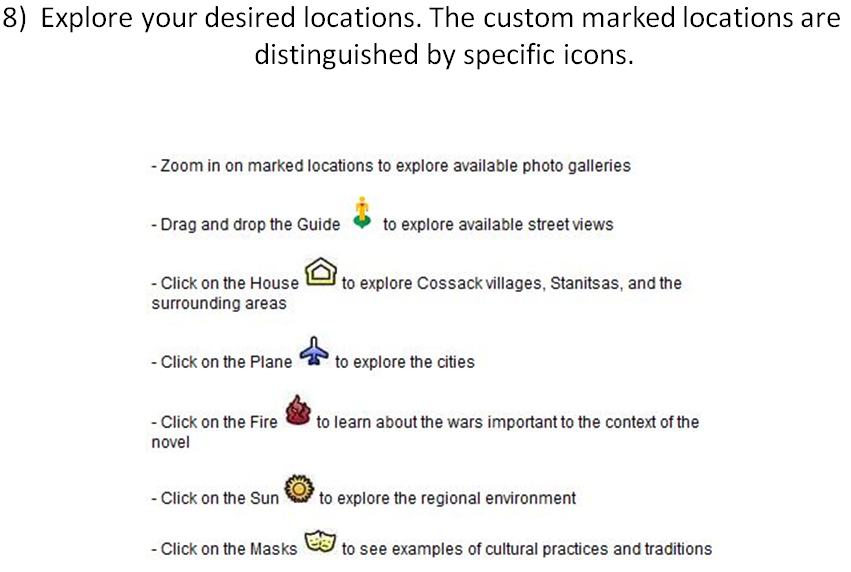 8) Explore your desired locations. The custom marked locations are
distinguished by specific icons.
- Zoom in on marked locations to explore available photo galleries
- Drag and drop the Guide to explore available street views
- Click on the House to explore Cossack villages, Stanitsas, and the
surrounding areas
- Click on the Plane to explore the cities
- Click on the Fire to learn about the wars important to the context of the
novel
- Click on the Sun to explore the regional environment
- Click on the Masks to see examples of cultural practices and traditions